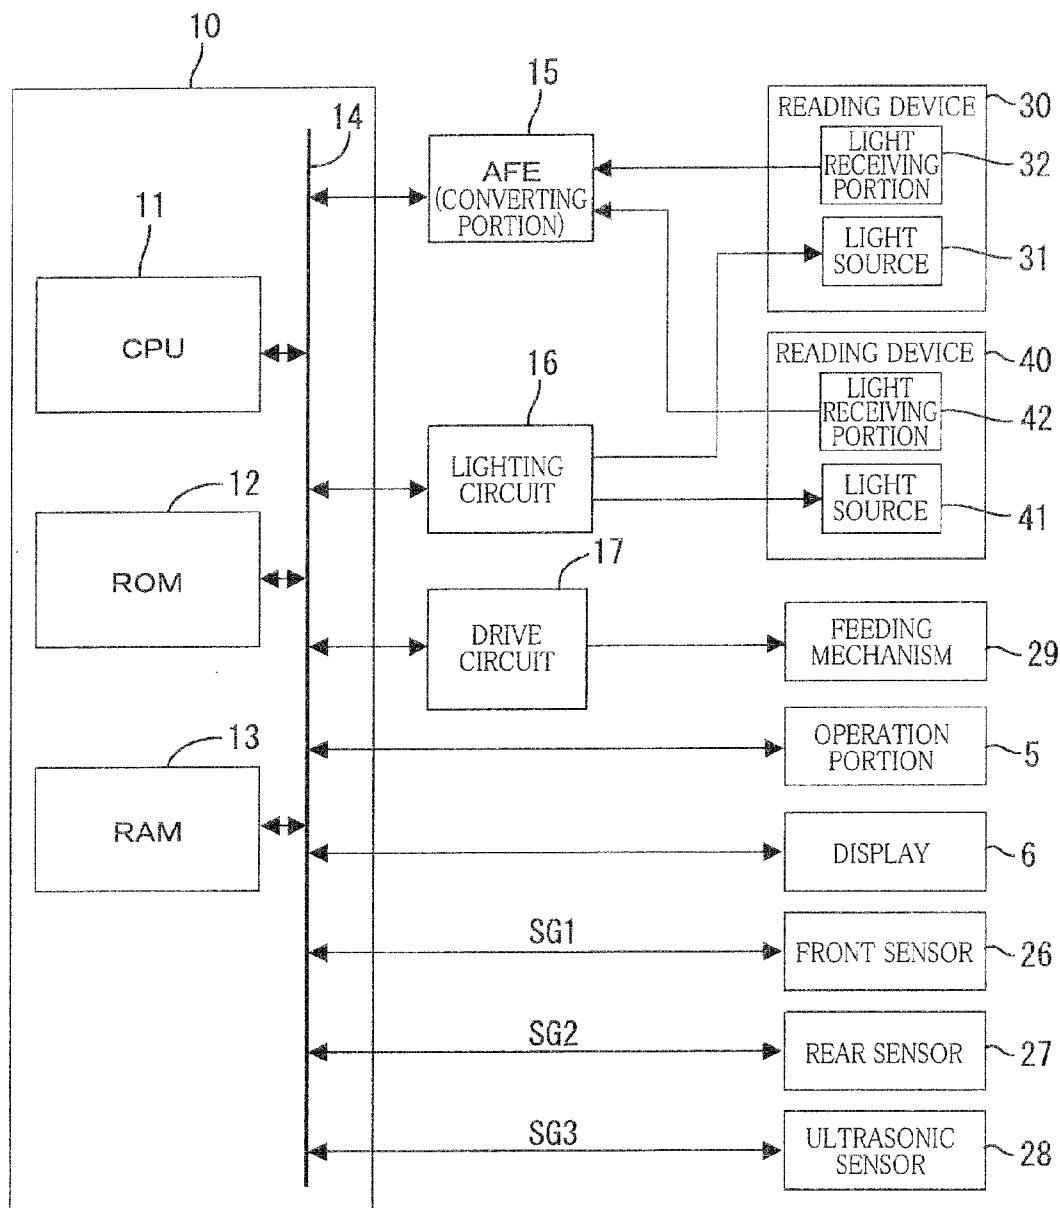 10
14
15
AFE
(CONVERTING
PORTION)
READING DEVICE
30
LIGHT
RECEIVING
PORTION
32
LIGHT
SOURCE
31
11
CPU
READING DEVICE
40
LIGHT
RECEIVING
PORTION
42
LIGHT
SOURCE
41
16
LIGHTING
CIRCUIT
12
ROM
17
DRIVE
CIRCUIT
FEEDING
MECHANISM
29
OPERATION
PORTION
5
13
RAM
DISPLAY
6
SG1
FRONT SENSOR
26
SG2
REAR SENSOR
27
SG3
ULTRASONIC
SENSOR
28